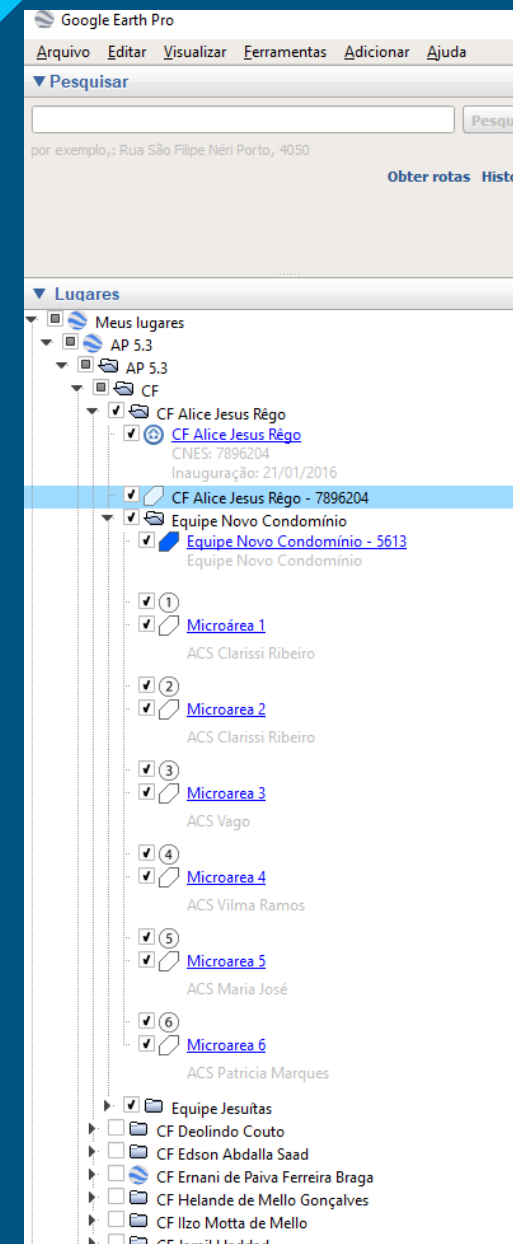 Google Earth Pro
Arquivo Editar Visualizar Ferramentas Adicionar Ajuda
Pesquisar
Pesqu
por exemplo,: Rua São Filipe Néri Porto, 4050
Obter rotas Histo
Lugares
Meus lugares
AP 5.3
AP 5.3
CF
CF Alice Jesus Rêgo
CF Alice Jesus Rêgo
CNES: 7896204
Inauguração: 21/01/2016
CF Alice Jesus Rêgo - 7896204
Equipe Novo Condomínio
Equipe Novo Condomínio - 5613
Equipe Novo Condomínio
1
Microárea 1
ACS Clarissi Ribeiro
2
Microarea 2
ACS Clarissi Ribeiro
3
Microarea 3
ACS Vago
4
Microarea 4
ACS Vilma Ramos
5
Microarea 5
ACS Maria José
6
Microarea 6
ACS Patricia Marques
Equipe Jesuítas
CF Deolindo Couto
CF Edson Abdalla Saad
CF Ernani de Paiva Ferreira Braga
CF Helande de Mello Gonçalves
CF Ilzo Motta de Mello